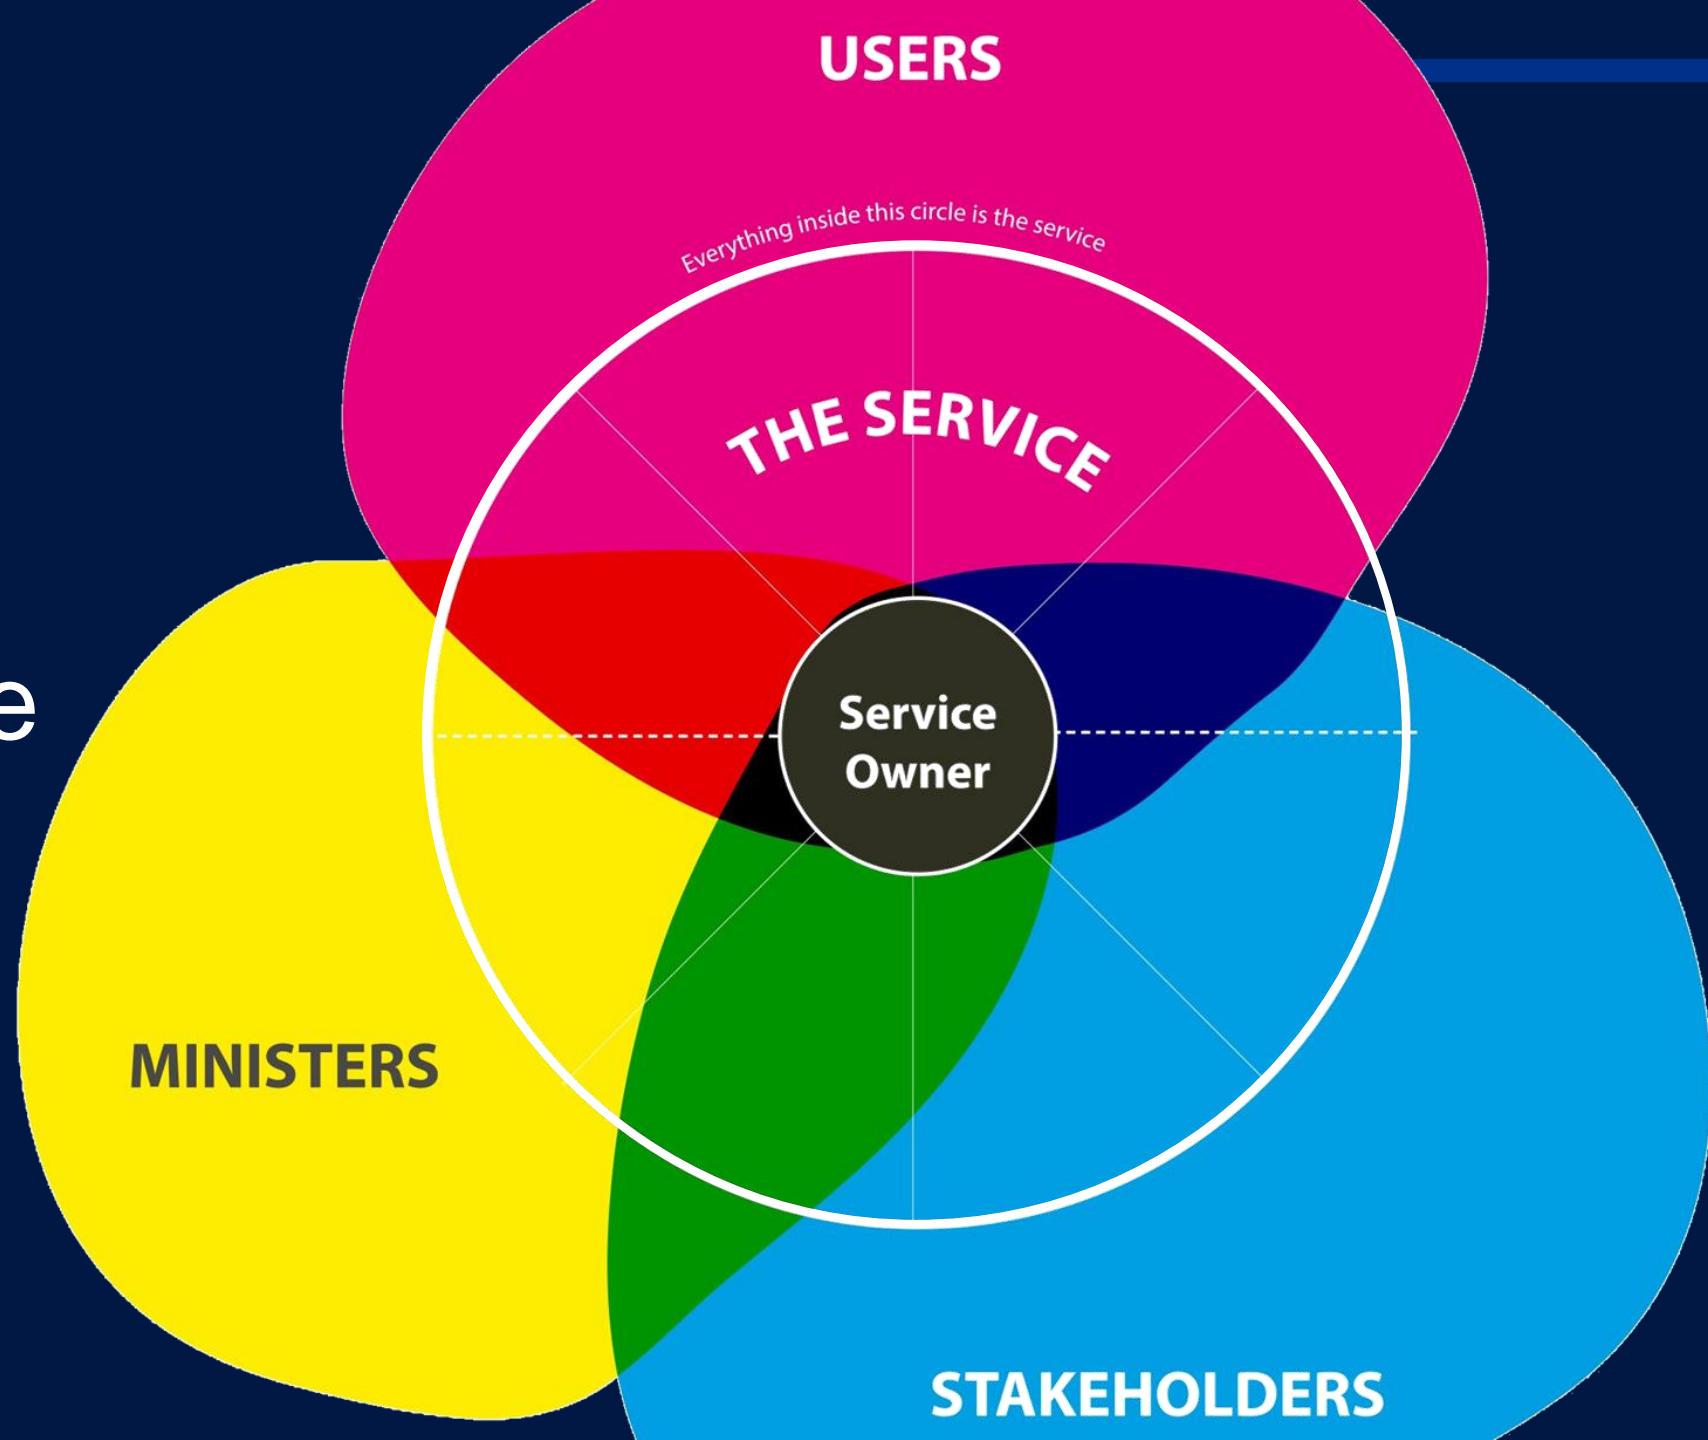 USERS
Everything inside this circle is the service
THE SERVICE
e
Service
Owner
MINISTERS
STAKEHOLDERS